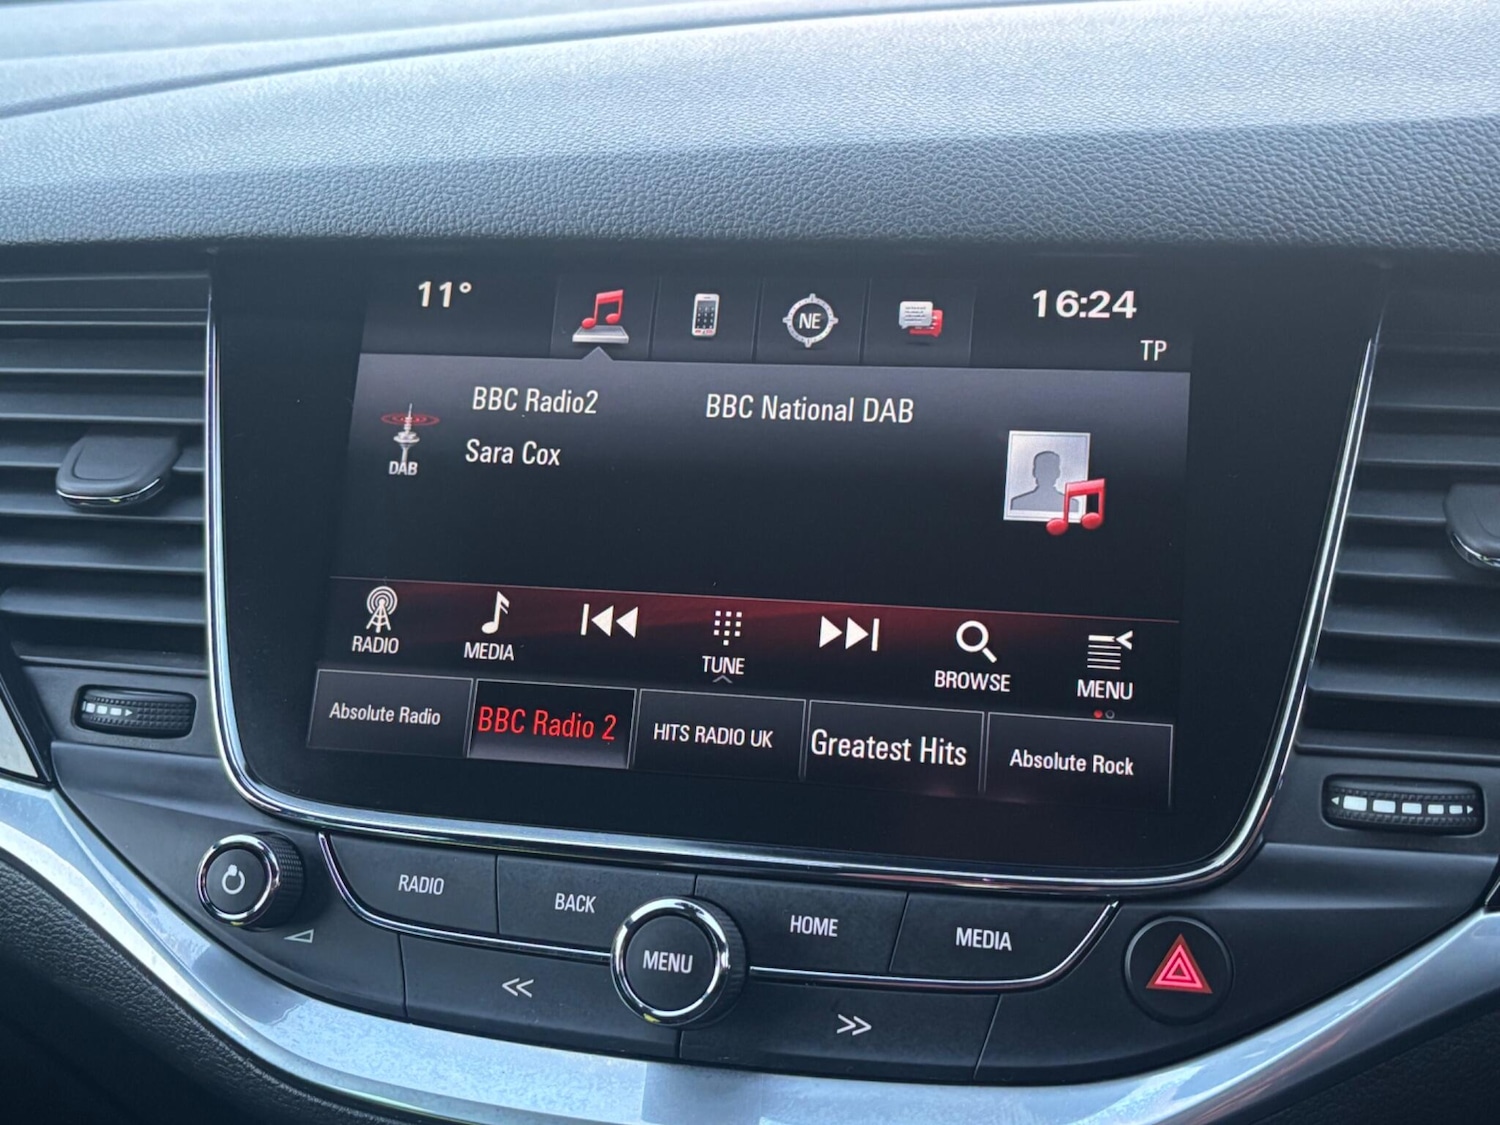 11°
NE
16:24
TP
BBC Radio2
BBC National DAB
Sara Cox
DAB
RADIO
MEDIA
TUNE
BROWSE
MENU
Absolute Radio
BBC Radio 2
HITS RADIO UK
Greatest Hits
Absolute Rock
RADIO
BACK
MENU
HOME
MEDIA